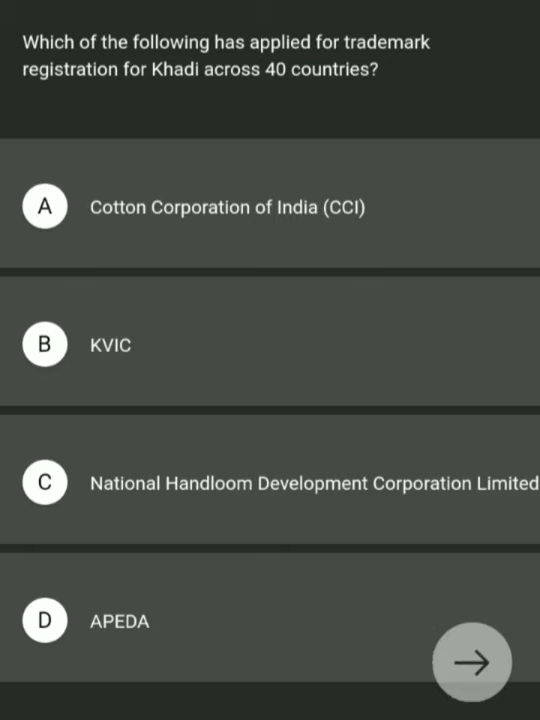 Which of the following has applied for trademark
registration for Khadi across 40 countries?
A
Cotton Corporation of India (CCI)
B
KVIC
C
National Handloom Development Corporation Limited
D
APEDA